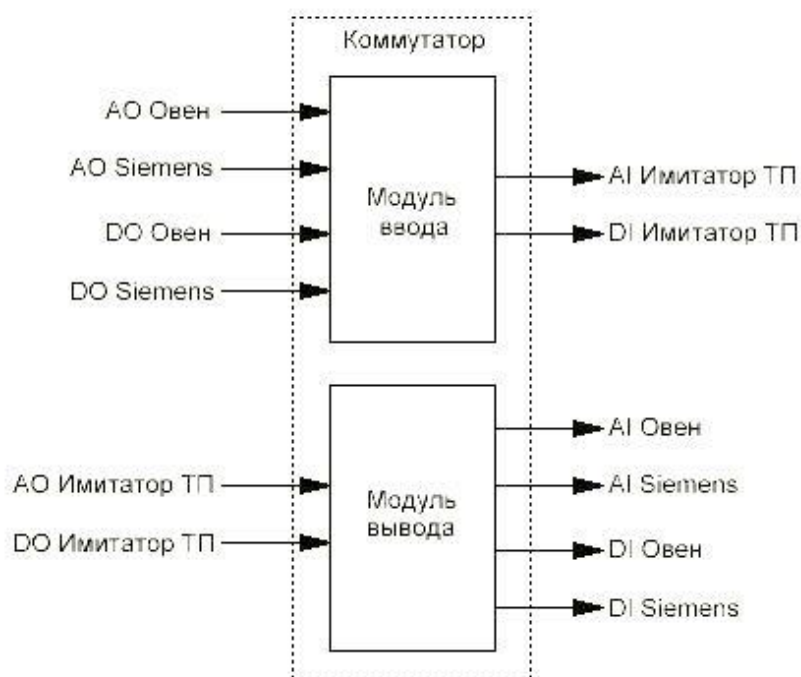 Коммутатор
AO Овен
AO Siemens
DO Овен
DO Siemens
Модуль
ввода
AI Имитатор ТП
DI Имитатор ТП
AO Имитатор ТП
DO Имитатор ТП
Модуль
вывода
AI Овен
AI Siemens
DI Овен
DI Siemens